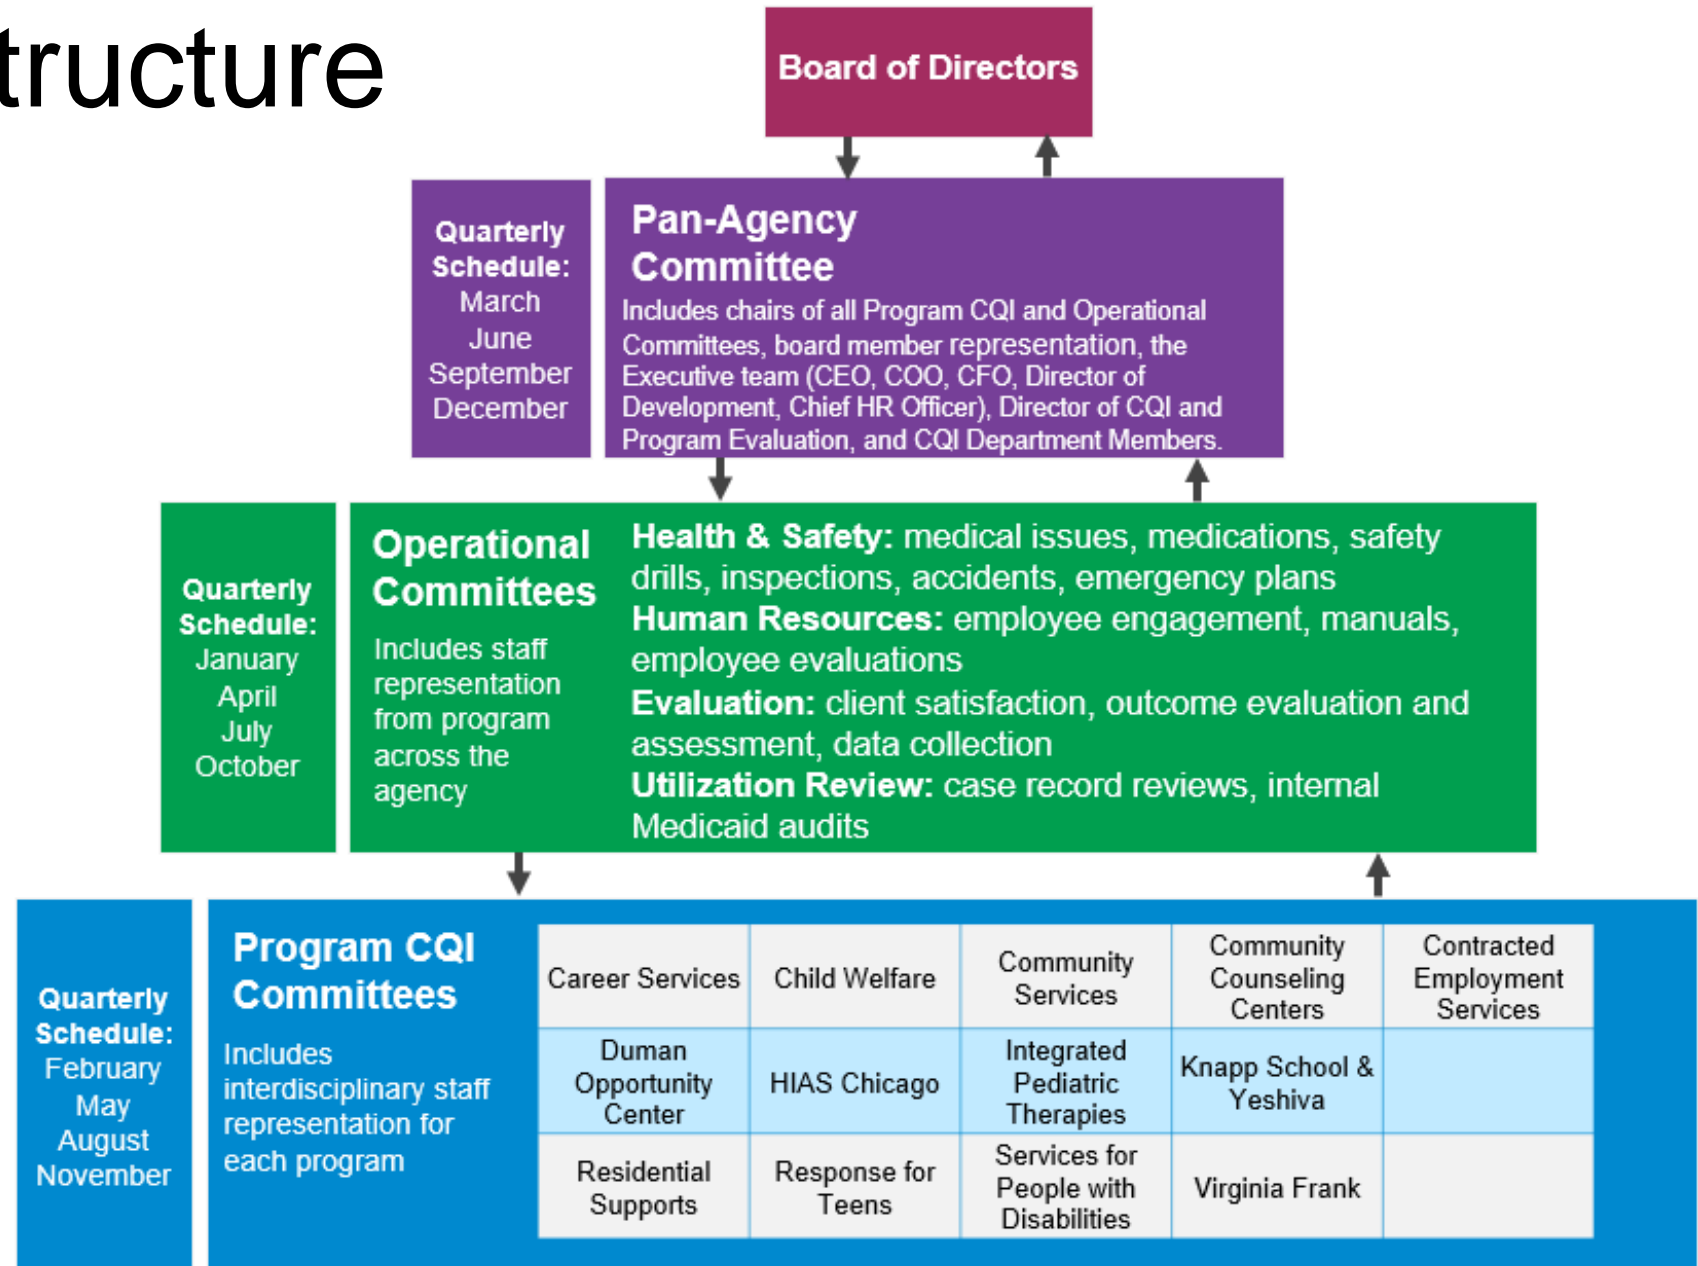 tructure
Board of Directors
Quarterly
Schedule:
March
June
September
December
Pan-Agency
Committee
Includes chairs of all Program CQI and Operational
Committees, board member representation, the
Executive team (CEO, COO, CFO, Director of
Development, Chief HR Officer), Director of CQI and
Program Evaluation, and CQI Department Members.
Quarterly
Schedule:
January
April
July
October
Operational
Committees
Includes staff
representation
from program
across the
agency
Health & Safety: medical issues, medications, safety
drills, inspections, accidents, emergency plans
Human Resources: employee engagement, manuals,
employee evaluations
Evaluation: client satisfaction, outcome evaluation and
assessment, data collection
Utilization Review: case record reviews, internal
Medicaid audits
Quarterly
Schedule:
February
May
August
November
Program CQI
Committees
Includes
interdisciplinary staff
representation for
each program
Career Services
Child Welfare
Community
Services
Community
Counseling
Centers
Contracted
Employment
Services
Duman
Opportunity
Center
HIAS Chicago
Integrated
Pediatric
Therapies
Knapp School &
Yeshiva
Residential
Supports
Response for
Teens
Services for
People with
Disabilities
Virginia Frank